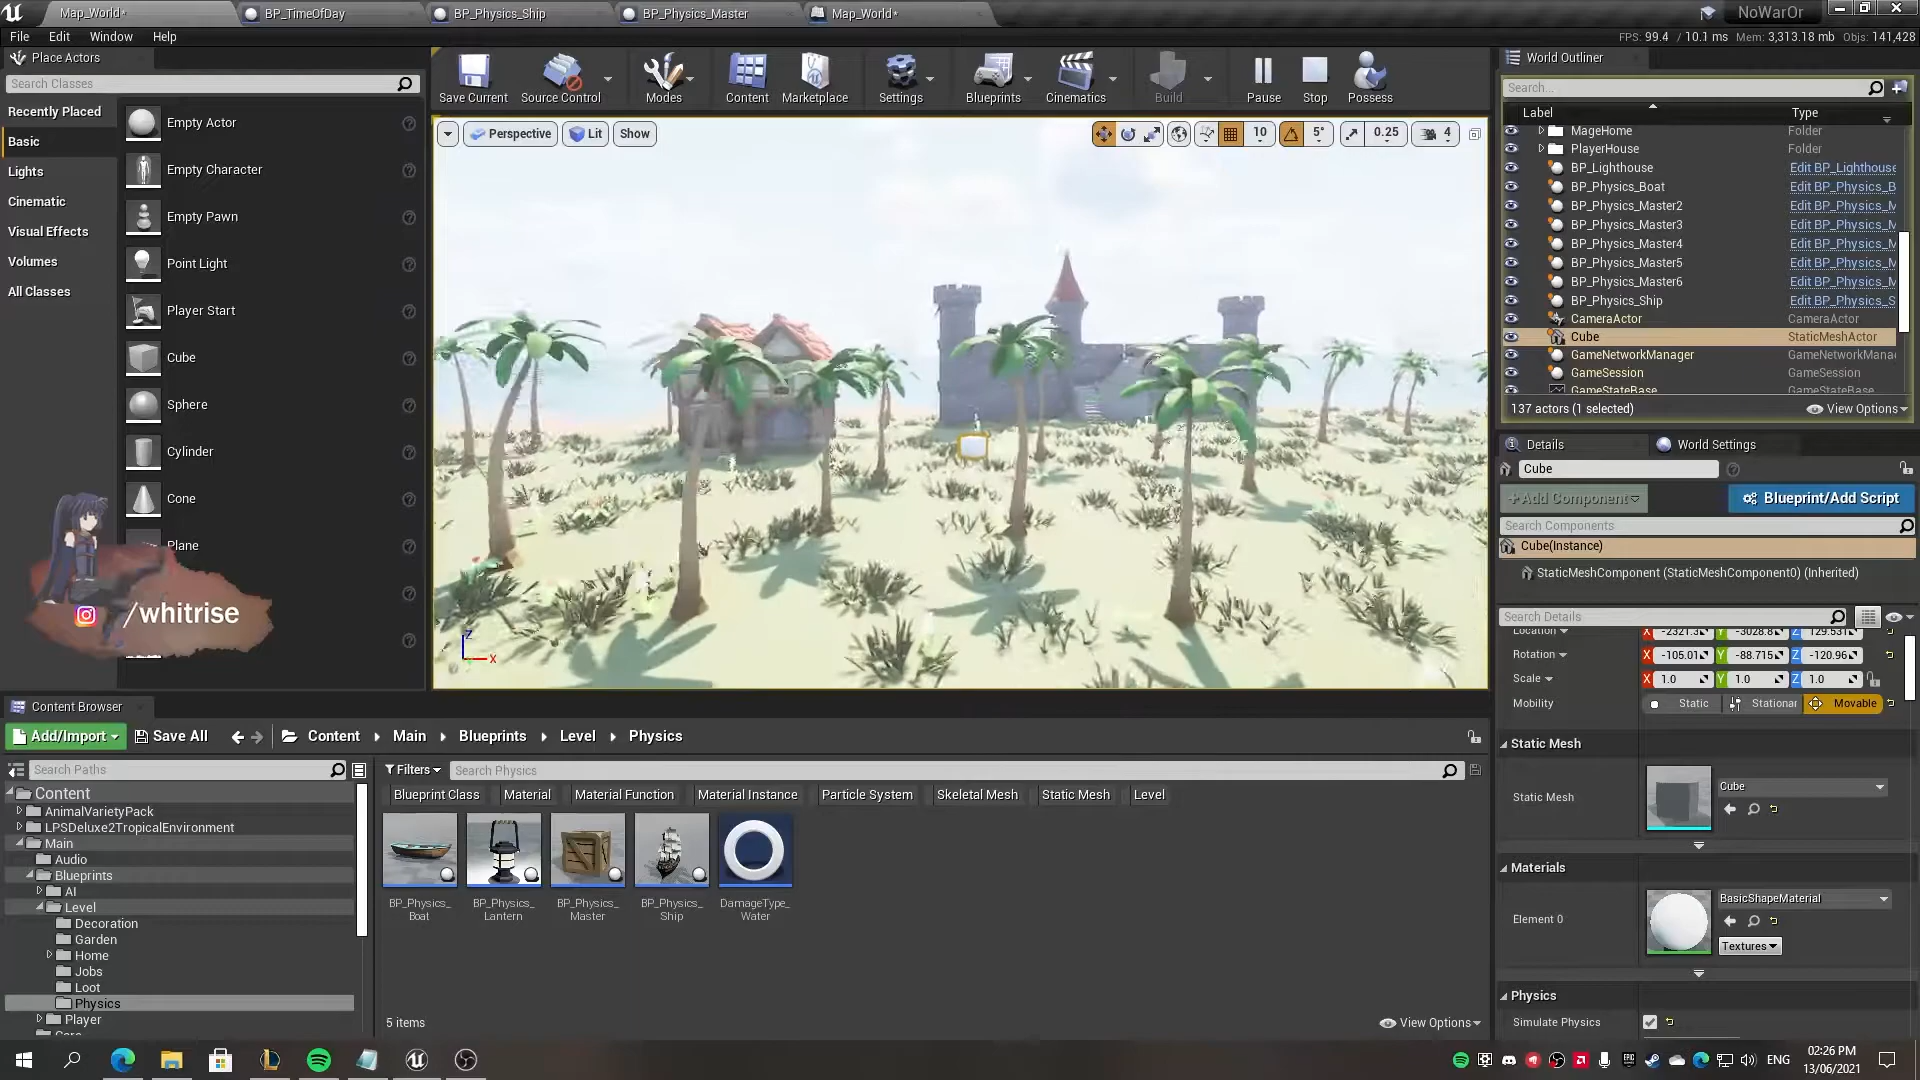 Map_World*
BP_TimeOfDay
BP_Physics_Ship
BP_Physics_Master
Map_World*
NoWarOr
File Edit Window Help
FPS: 99.4 / 10.1 ms Mem: 3,313.18 mb Objs: 141,428
Place Actors
Search Classes
Recently Placed
Basic
Lights
Cinematic
Visual Effects
Volumes
All Classes
Empty Actor
Empty Character
Empty Pawn
Point Light
Player Start
Cube
Sphere
Cylinder
Cone
Plane
/whitrise
Save Current
Source Control
Modes
Content
Marketplace
Settings
Blueprints
Cinematics
Build
Pause
Stop
Possess
Perspective
Lit
Show
10
5°
0.25
4
Z
X
World Outliner
Search...
Label Type
MageHome Folder
PlayerHouse Folder
BP_Lighthouse Edit BP_Lighthouse
BP_Physics_Boat Edit BP_Physics_B
BP_Physics_Master2 Edit BP_Physics_M
BP_Physics_Master3 Edit BP_Physics_M
BP_Physics_Master4 Edit BP_Physics_M
BP_Physics_Master5 Edit BP_Physics_M
BP_Physics_Master6 Edit BP_Physics_M
BP_Physics_Ship Edit BP_Physics_S
CameraActor CameraActor
Cube StaticMeshActor
GameNetworkManager GameNetworkMana
GameSession GameSession
GameStateBase GameStateBase
137 actors (1 selected)
View Options
Details
World Settings
Cube
+Add Component
Blueprint/Add Script
Search Components
Cube(Instance)
StaticMeshComponent (StaticMeshComponent0) (Inherited)
Search Details
Location X -2321.3 Y -3028.8 Z 129.531
Rotation X -105.01 Y -88.715 Z -120.96
Scale X 1.0 Y 1.0 Z 1.0
Mobility Static Stationar Movable
Static Mesh
Static Mesh
Cube
Materials
Element 0
BasicShapeMaterial
Textures
Physics
Simulate Physics
Content Browser
Add/Import
Save All
Content Main Blueprints Level Physics
Search Paths
Content
AnimalVarietyPack
LPSDeluxe2TropicalEnvironment
Main
Audio
Blueprints
AI
Level
Decoration
Garden
Home
Jobs
Loot
Physics
Player
Filters
Search Physics
Blueprint Class
Material
Material Function
Material Instance
Particle System
Skeletal Mesh
Static Mesh
Level
BP_Physics_
Boat
BP_Physics_
Lantern
BP_Physics_
Master
BP_Physics_
Ship
DamageType_
Water
5 items
View Options
ENG
02:26 PM
13/06/2021